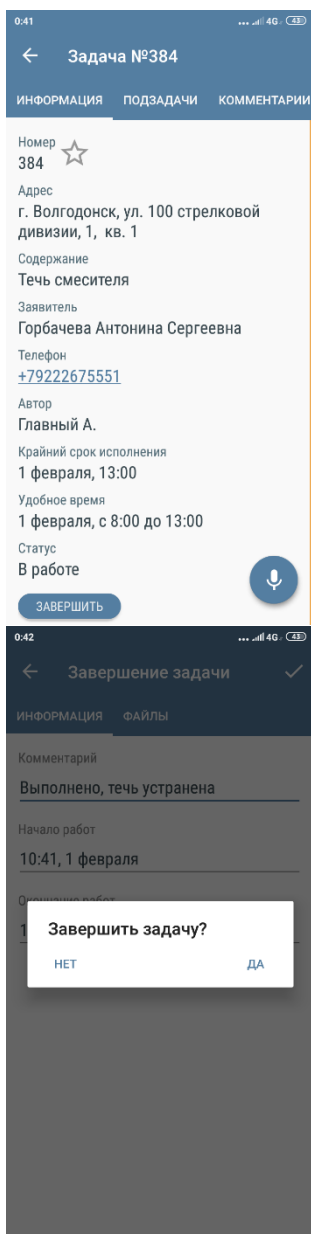 0:41
4G 43
Задача №384
ИНФОРМАЦИЯ ПОДЗАДАЧИ КОММЕНТАРИИ
Номер
384
Адрес
г. Волгодонск, ул. 100 стрелковой
дивизии, 1, кв. 1
Содержание
Течь смесителя
Заявитель
Горбачева Антонина Сергеевна
Телефон
+79222675551
Автор
Главный А.
Крайний срок исполнения
1 февраля, 13:00
Удобное время
1 февраля, с 8:00 до 13:00
Статус
В работе
ЗАВЕРШИТЬ
0:42
4G 43
Завершение задачи
ИНФОРМАЦИЯ ФАЙЛЫ
Комментарий
Выполнено, течь устранена
Начало работ
10:41, 1 февраля
Завершить задачу?
НЕТ ДА